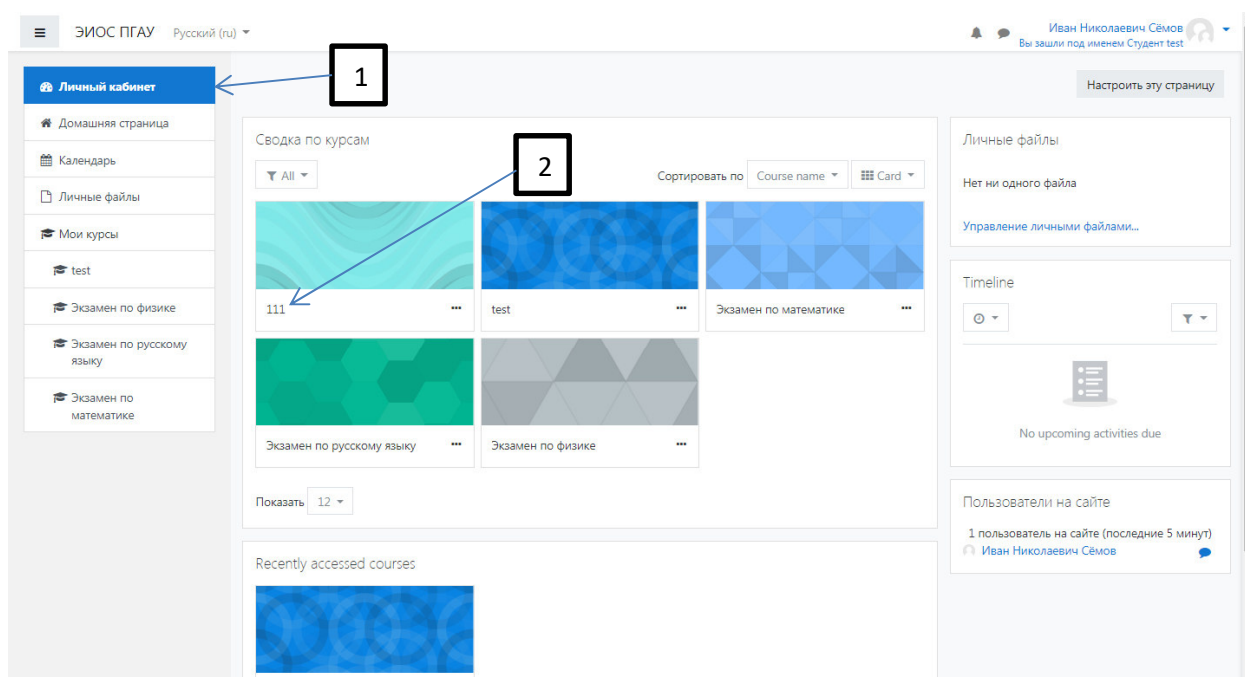 ЭИОС ПГАУ Русский (ru)
Иван Николаевич Сёмов
Вы зашли под именем Студент test
1
Личный кабинет
Настроить эту страницу
Домашняя страница
Календарь
Личные файлы
Мои курсы
test
Экзамен по физике
Экзамен по русскому
языку
Экзамен по
математике
Сводка по курсам
2
All
Сортировать по Course name Card
111
test
Экзамен по математике
Экзамен по русскому языку
Экзамен по физике
Показать 12
Recently accessed courses
Личные файлы
Нет ни одного файла
Управление личными файлами...
Timeline
No upcoming activities due
Пользователи на сайте
1 пользователь на сайте (последние 5 минут)
Иван Николаевич Сёмов